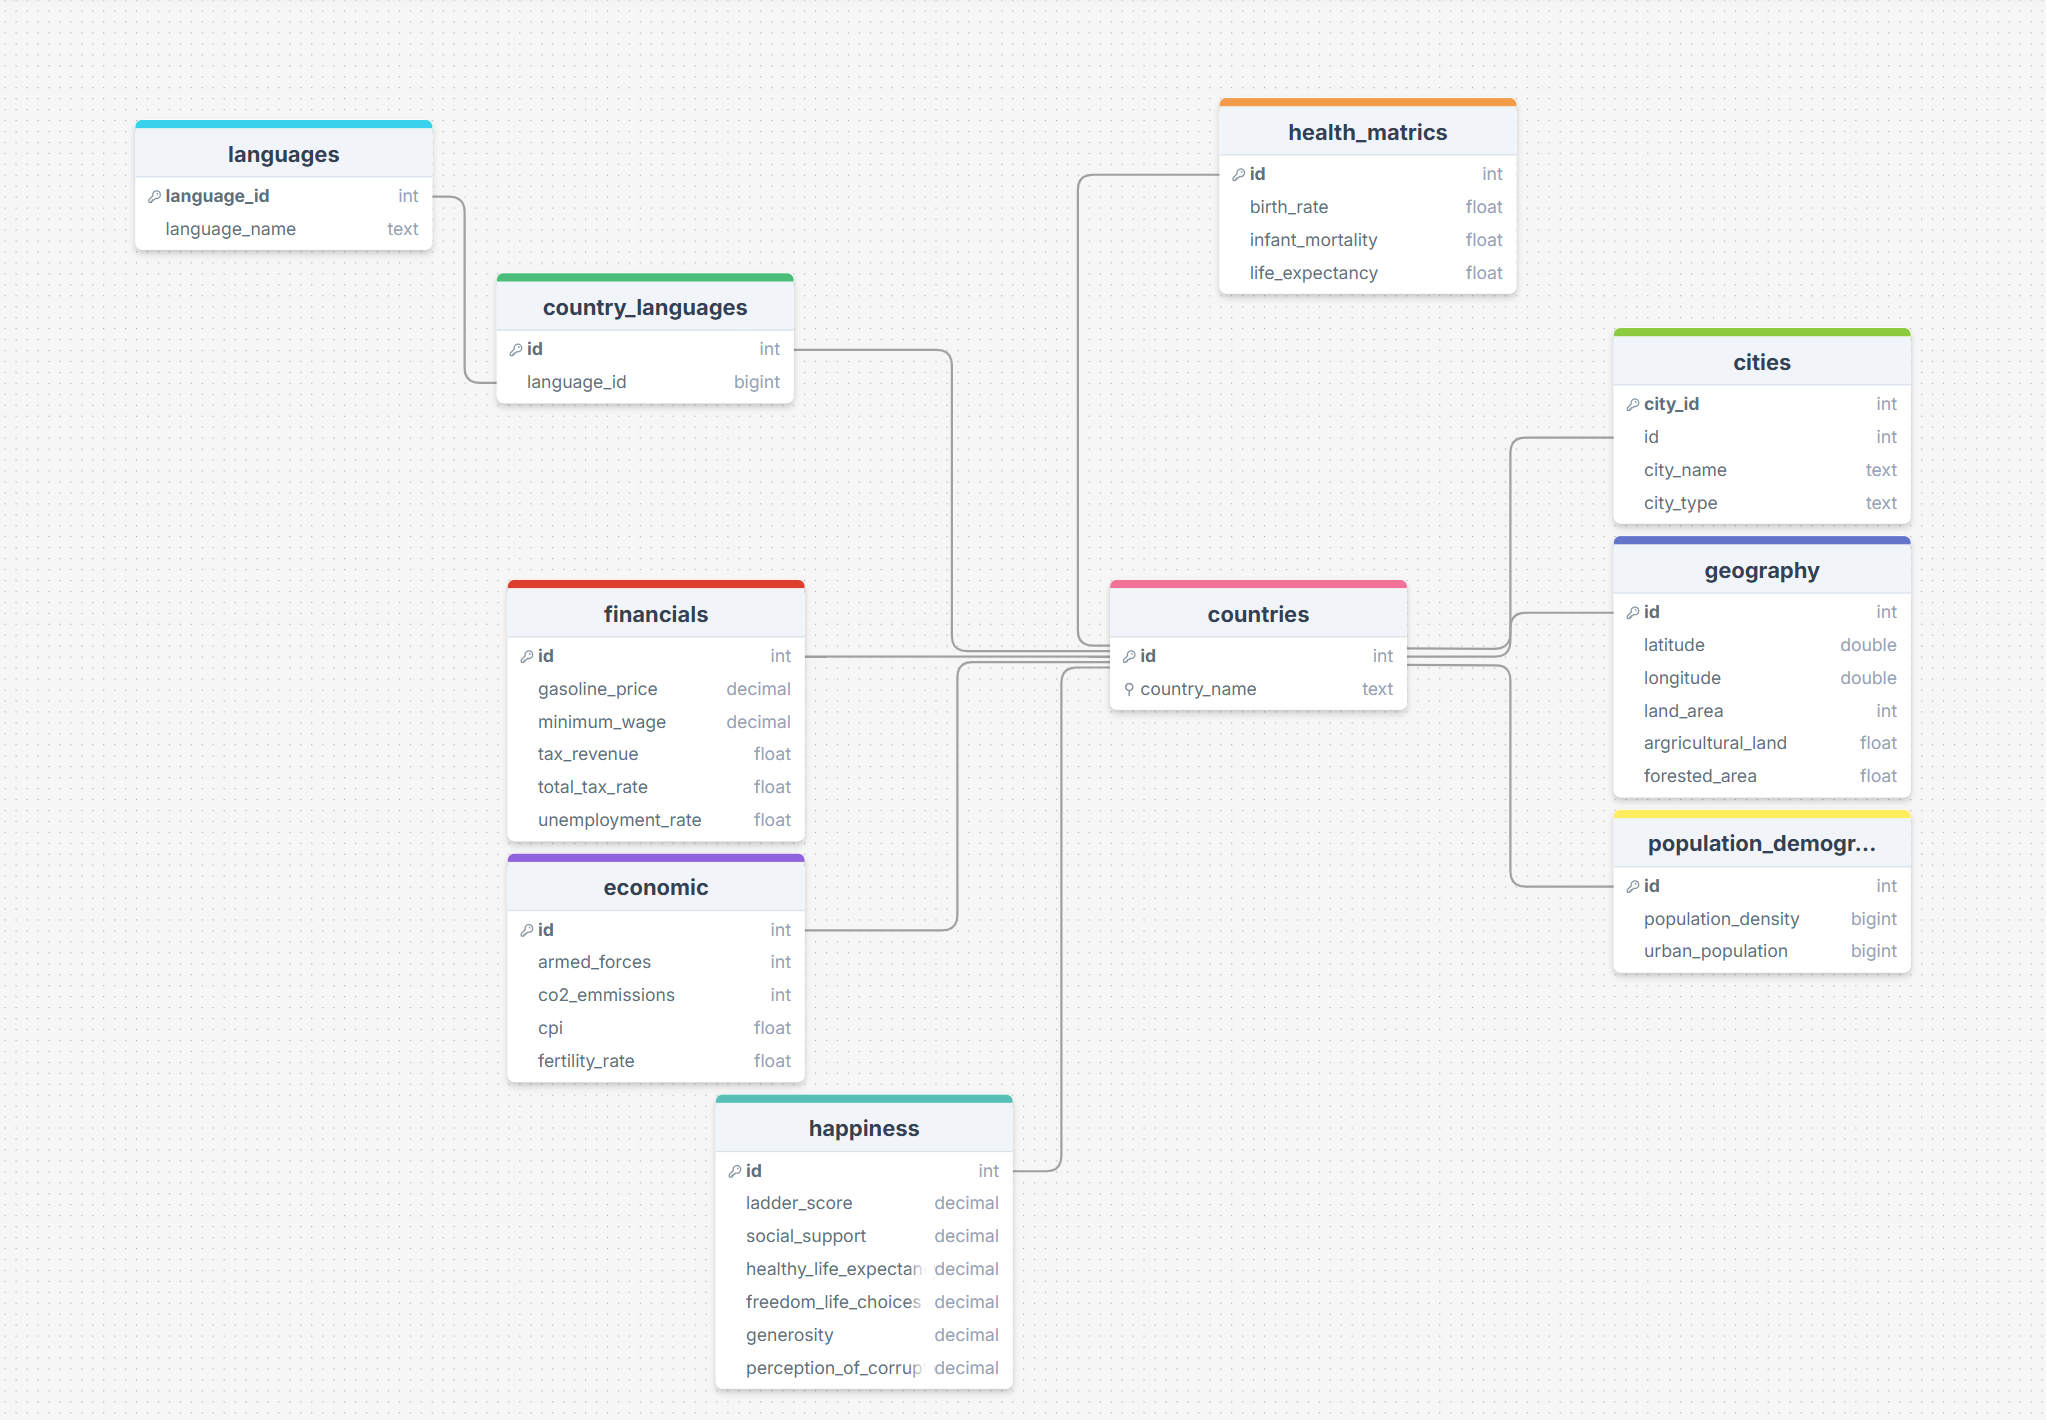 languages
language_id int
language_name text
country_languages
id int
language_id bigint
health_matrics
id int
birth_rate float
infant_mortality float
life_expectancy float
cities
city_id int
id int
city_name text
city_type text
financials
id int
gasoline_price decimal
minimum_wage decimal
tax_revenue float
total_tax_rate float
unemployment_rate float
countries
id int
country_name text
geography
id int
latitude double
longitude double
land_area int
argricultural_land float
forested_area float
economic
id int
armed_forces int
co2_emmissions int
cpi float
fertility_rate float
population_demogr...
id int
population_density bigint
urban_population bigint
happiness
id int
ladder_score decimal
social_support decimal
healthy_life_expectan decimal
freedom_life_choices decimal
generosity decimal
perception_of_corrup decimal